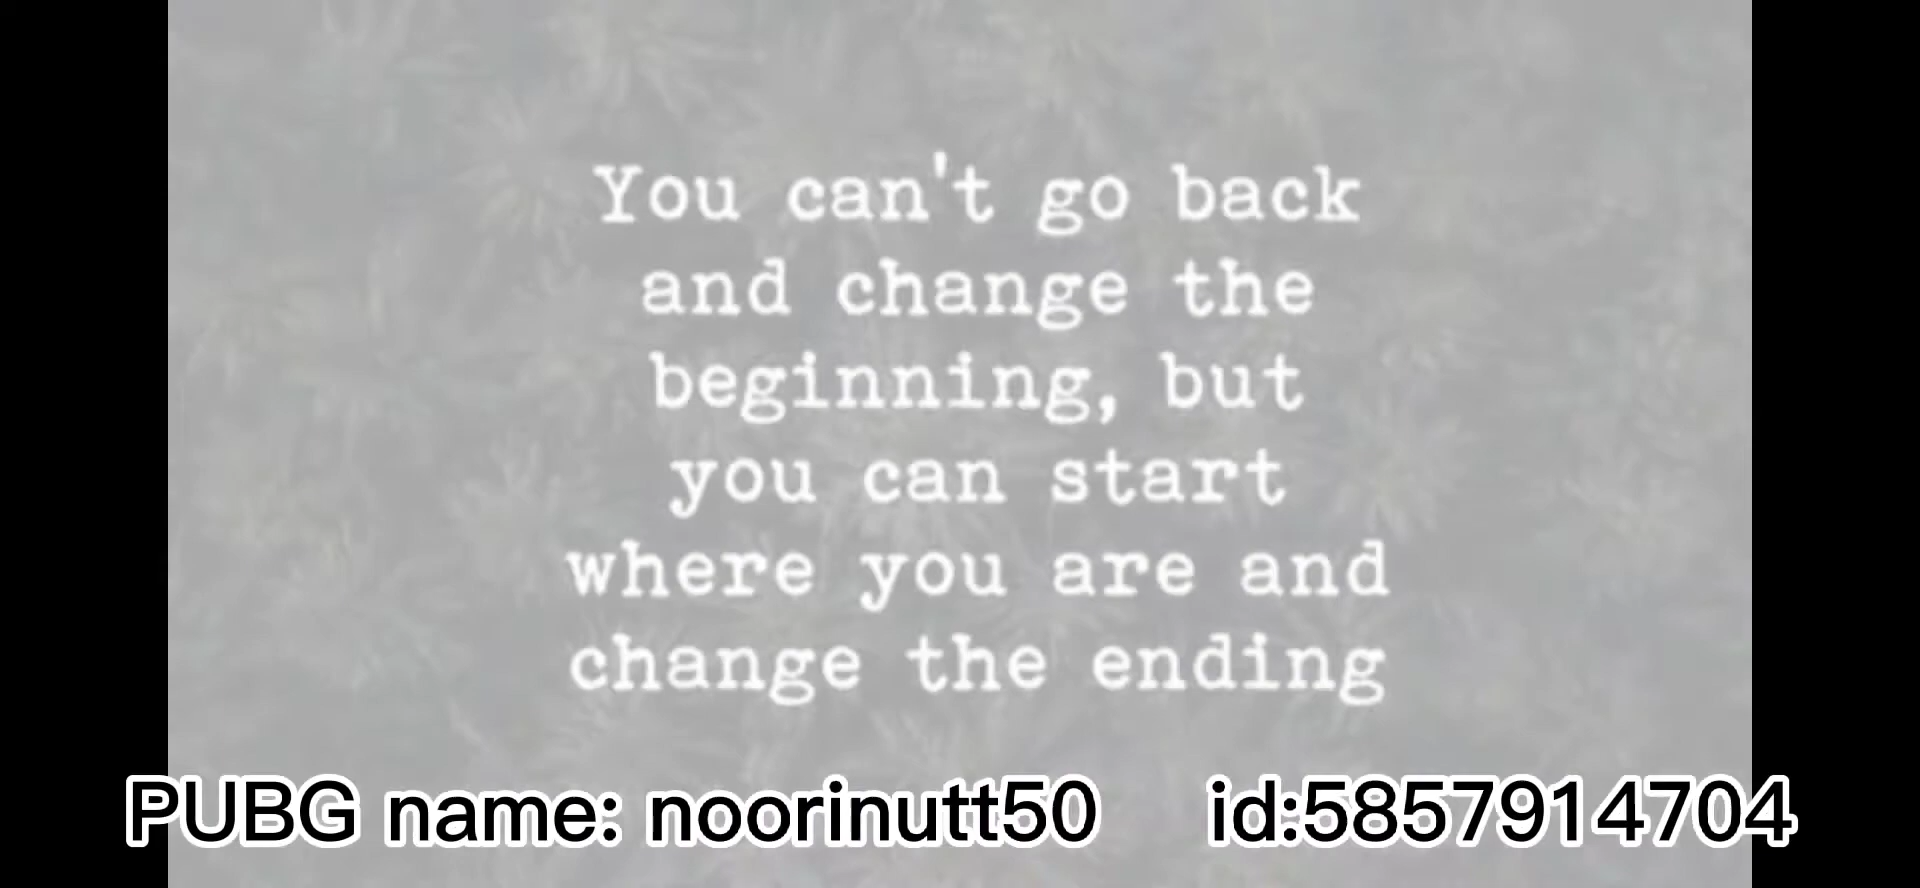 You can't go back
and change the
beginning, but
you can start
where you are and
change the ending
PUBG name: noorinutt50 id:5857914704